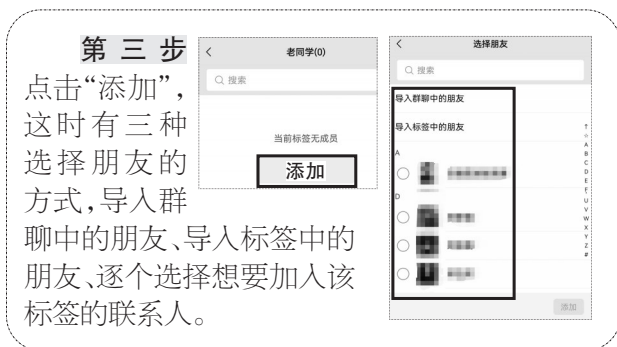 第三步
点击“添加”，
这时有三种
选择朋友的
方式，导入群
聊中的朋友、导入标签中的
朋友、逐个选择想要加入该
标签的联系人。
老同学(0)
搜索
当前标签无成员
添加
选择朋友
搜索
导入群聊中的朋友
导入标签中的朋友
A
D
↑
☆
A
B
C
D
E
F
U
V
W
X
Y
Z
#
添加